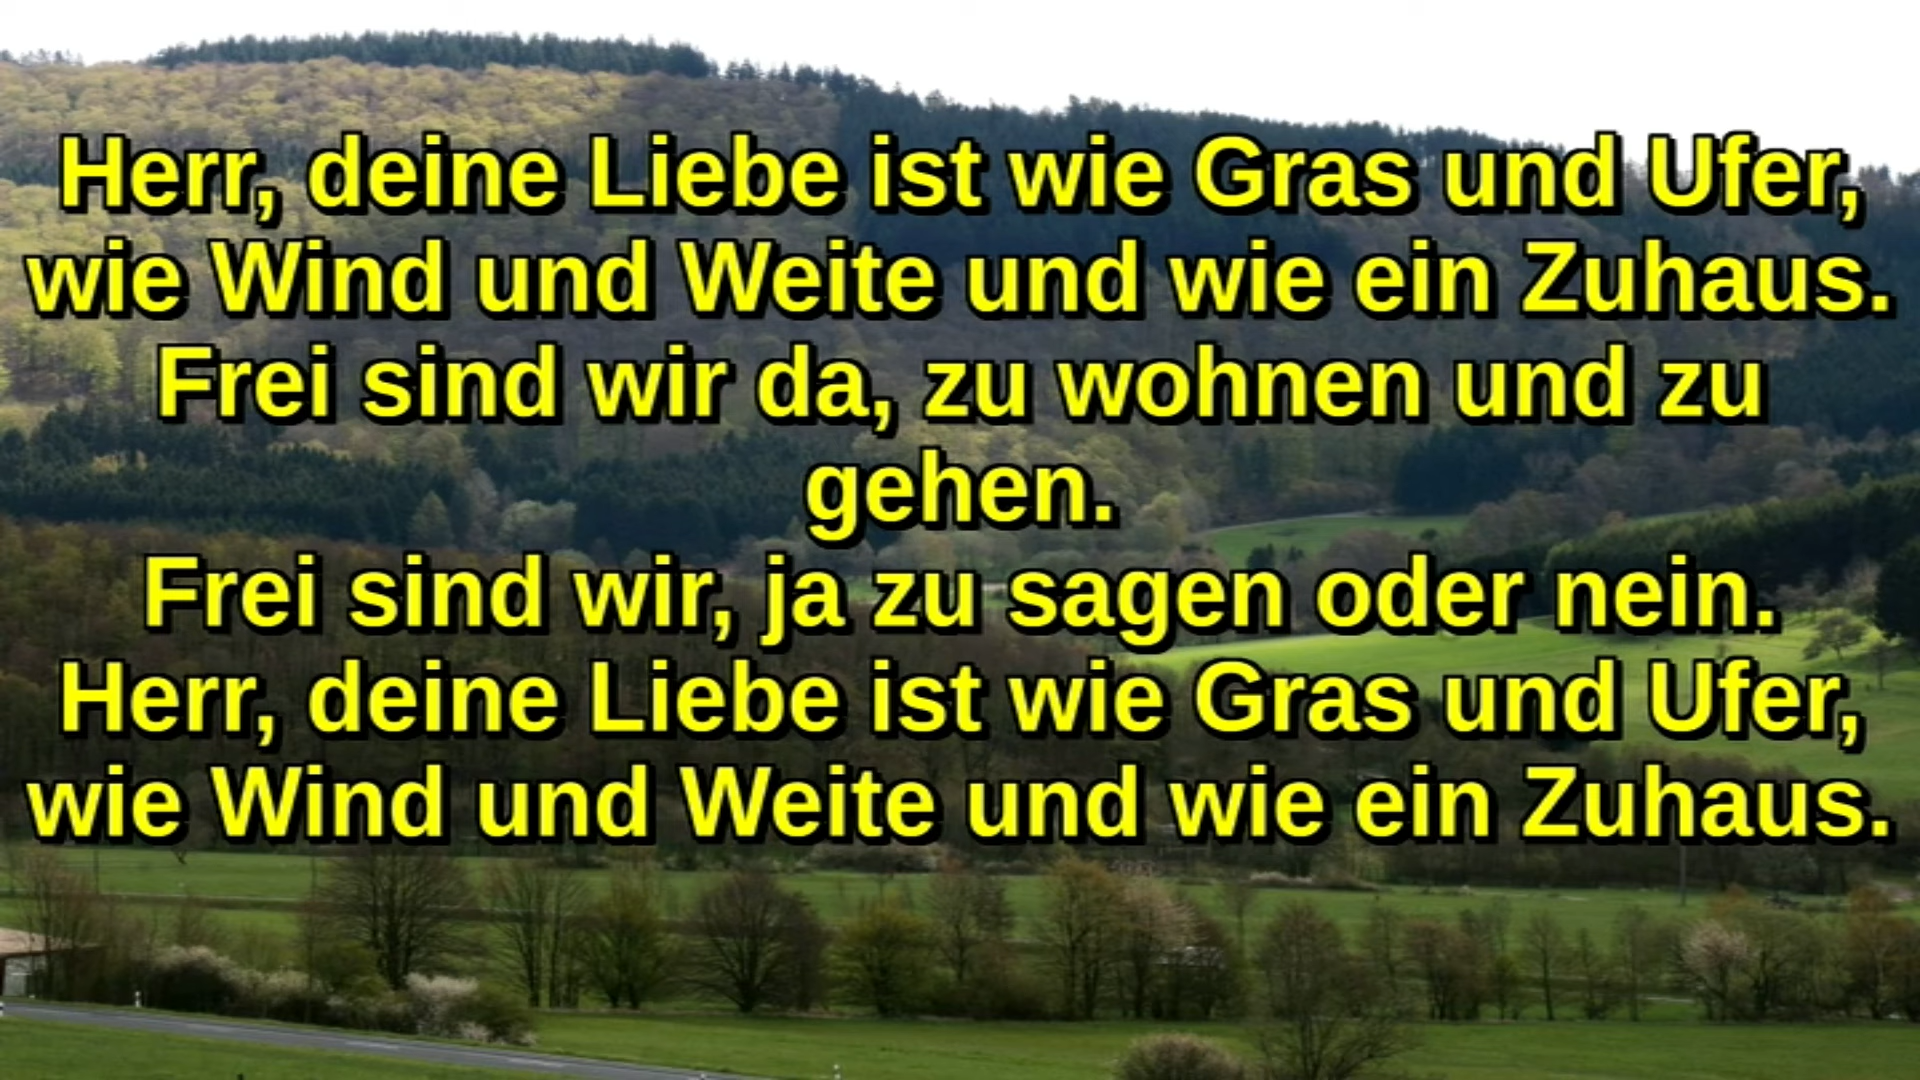 Herr, deine Liebe ist wie Gras und Ufer,
wie Wind und Weite und wie ein Zuhaus.
Frei sind wir da, zu wohnen und zu
gehen.
Frei sind wir, ja zu sagen oder nein.
Herr, deine Liebe ist wie Gras und Ufer,
wie Wind und Weite und wie ein Zuhaus.